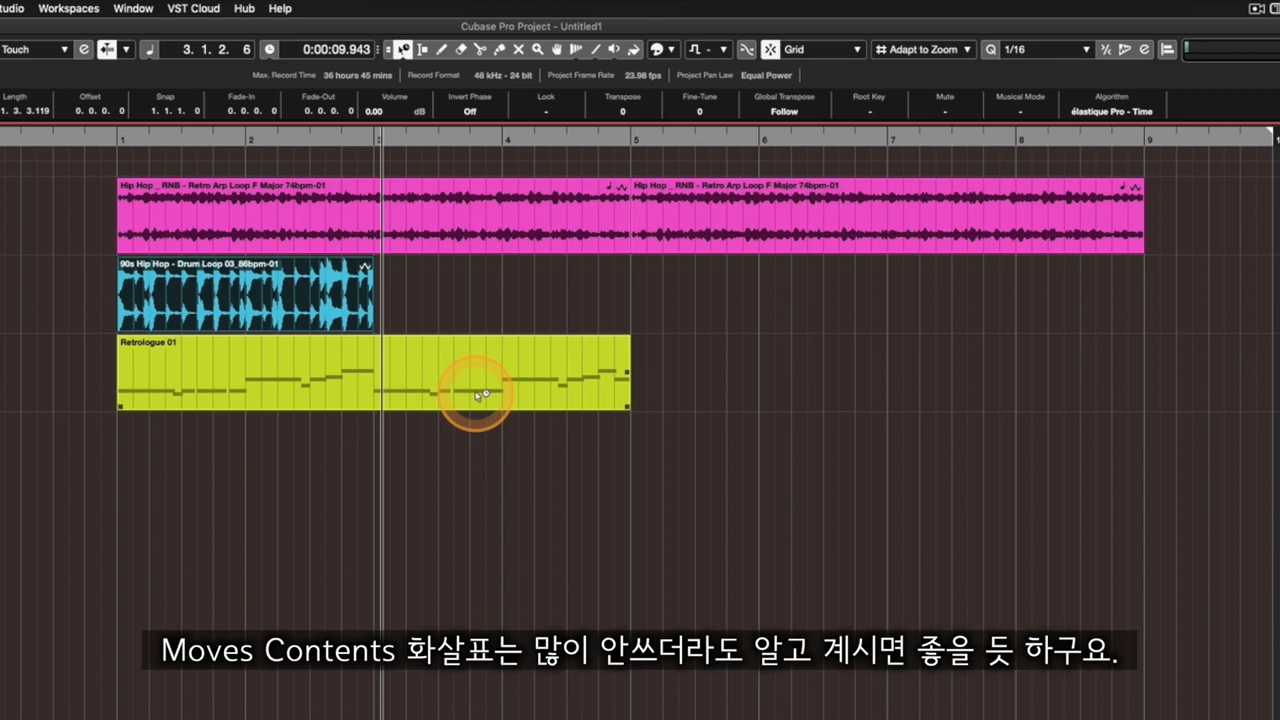 tudio Workspaces Window VST Cloud Hub Help
Cubase Pro Project - Untitled1
Touch 3. 1. 2. 6 0:00:09.943 Grid Adapt to Zoom 1/16
Max. Record Time 36 hours 45 mins Record Format 48 kHz - 24 bit Project Frame Rate 23.98 fps Project Pan Law Equal Power
Length Offset Snap Fade-In Fade-Out Volume Invert Phase Lock Transpose Fine-Tune Global Transpose Root Key Mute Musical Mode Algorithm
1. 3.119 0. 0. 0. 0 1. 1. 1. 0 0. 0. 0. 0 0. 0. 0. 0 0.00 dB Off - 0 0 Follow - - - élastique Pro - Time
1 2 3 4 5 6 7 8 9
Hip Hop _ RNB - Retro Arp Loop F Major 74bpm-01 Hip Hop _ RNB - Retro Arp Loop F Major 74bpm-01
90s Hip Hop - Drum Loop 03_86bpm-01
Retrologue 01
Moves Contents 화살표는 많이 안쓰더라도 알고 계시면 좋을 듯 하구요.